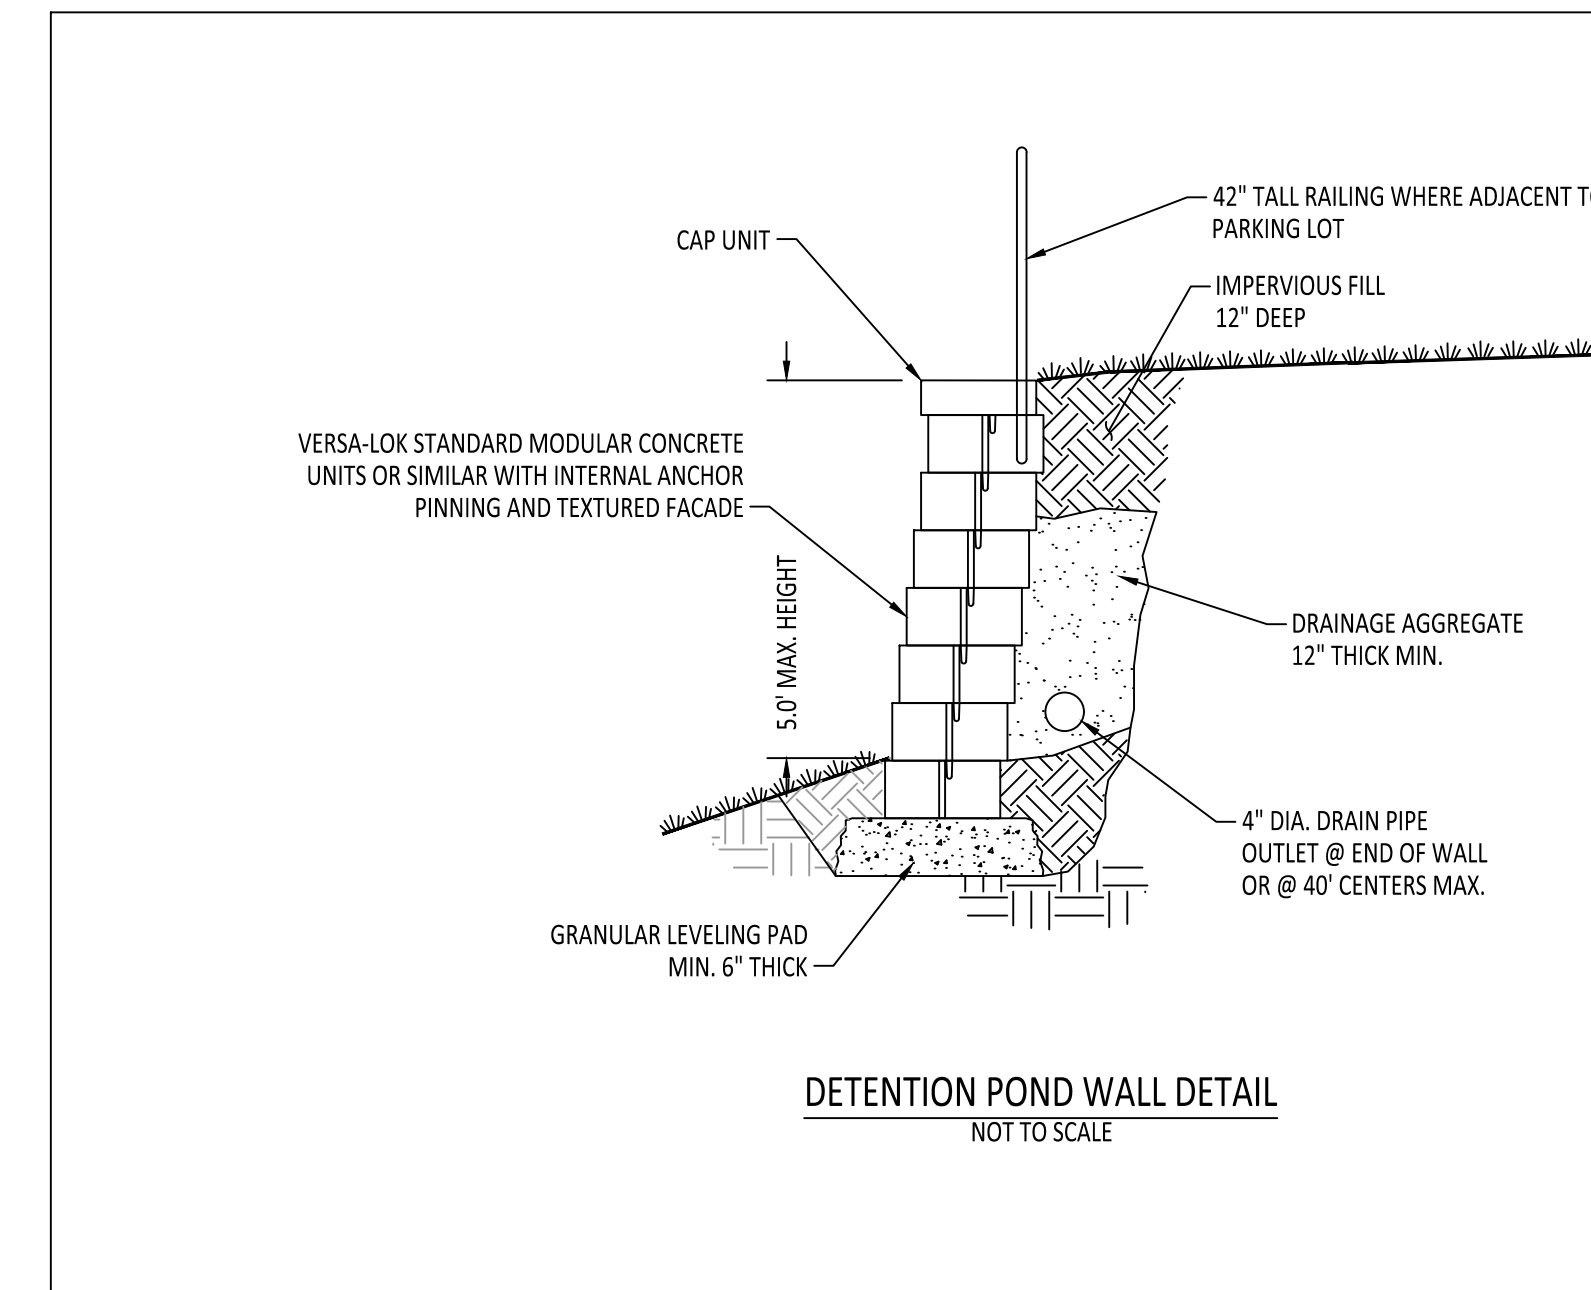 42" TALL RAILING WHERE ADJACENT
PARKING LOT
CAP UNIT
IMPERVIOUS FILL
12" DEEP
VERSA-LOK STANDARD MODULAR CONCRETE
UNITS OR SIMILAR WITH INTERNAL ANCHOR
PINNING AND TEXTURED FACADE
5.0' MAX. HEIGHT
DRAINAGE AGGREGATE
12" THICK MIN.
4" DIA. DRAIN PIPE
OUTLET @ END OF WALL
OR @ 40' CENTERS MAX.
GRANULAR LEVELING PAD
MIN. 6" THICK
DETENTION POND WALL DETAIL
NOT TO SCALE